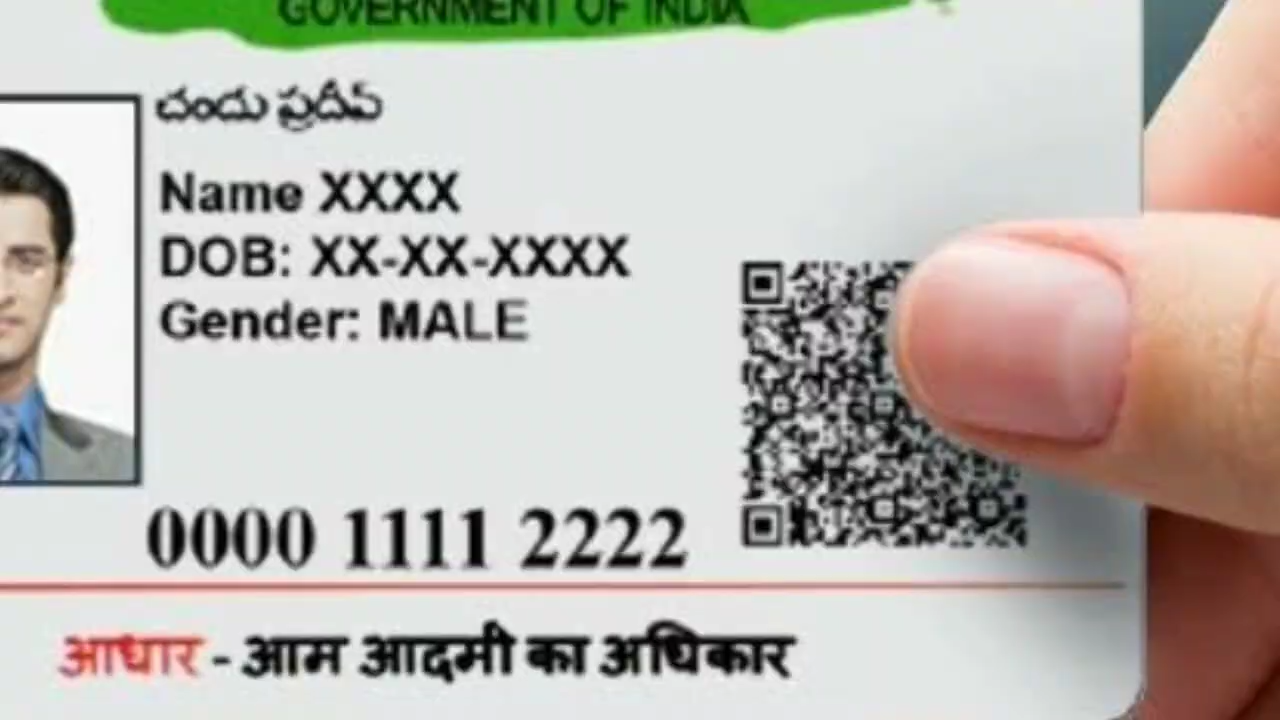 GOVERNMENT OF INDIA
చందు ప్రదీప్
Name XXXX
DOB: XX-XX-XXXX
Gender: MALE
0000 1111 2222
आधार - आम आदमी का अधिकार